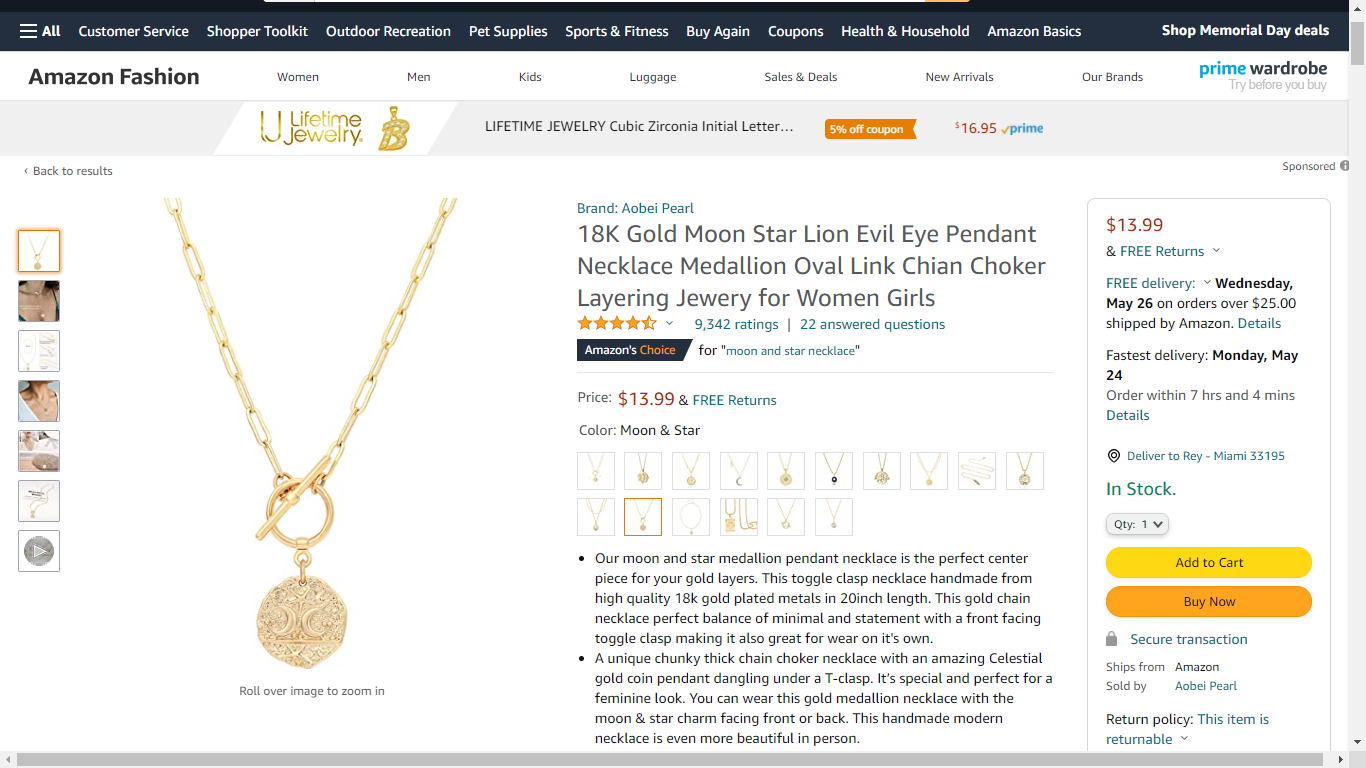 All Customer Service Shopper Toolkit Outdoor Recreation Pet Supplies Sports & Fitness Buy Again Coupons Health & Household Amazon Basics Shop Memorial Day deals
Amazon Fashion Women Men Kids Luggage Sales & Deals New Arrivals Our Brands prime wardrobe
Try before you buy
Lifetime
Jewelry.
B
LIFETIME JEWELRY Cubic Zirconia Initial Letter... 5% off coupon $16.95 prime
‹ Back to results
Sponsored
Roll over image to zoom in
Brand: Aobei Pearl
18K Gold Moon Star Lion Evil Eye Pendant
Necklace Medallion Oval Link Chian Choker
Layering Jewery for Women Girls
9,342 ratings | 22 answered questions
Amazon's Choice for "moon and star necklace"
Price: $13.99 & FREE Returns
Color: Moon & Star
• Our moon and star medallion pendant necklace is the perfect center
piece for your gold layers. This toggle clasp necklace handmade from
high quality 18k gold plated metals in 20inch length. This gold chain
necklace perfect balance of minimal and statement with a front facing
toggle clasp making it also great for wear on it's own.
• A unique chunky thick chain choker necklace with an amazing Celestial
gold coin pendant dangling under a T-clasp. It's special and perfect for a
feminine look. You can wear this gold medallion necklace with the
moon & star charm facing front or back. This handmade modern
necklace is even more beautiful in person.
$13.99
& FREE Returns
FREE delivery: Wednesday,
May 26 on orders over $25.00
shipped by Amazon. Details
Fastest delivery: Monday, May
24
Order within 7 hrs and 4 mins
Details
Deliver to Rey - Miami 33195
In Stock.
Qty: 1
Add to Cart
Buy Now
Secure transaction
Ships from Amazon
Sold by Aobei Pearl
Return policy: This item is
returnable